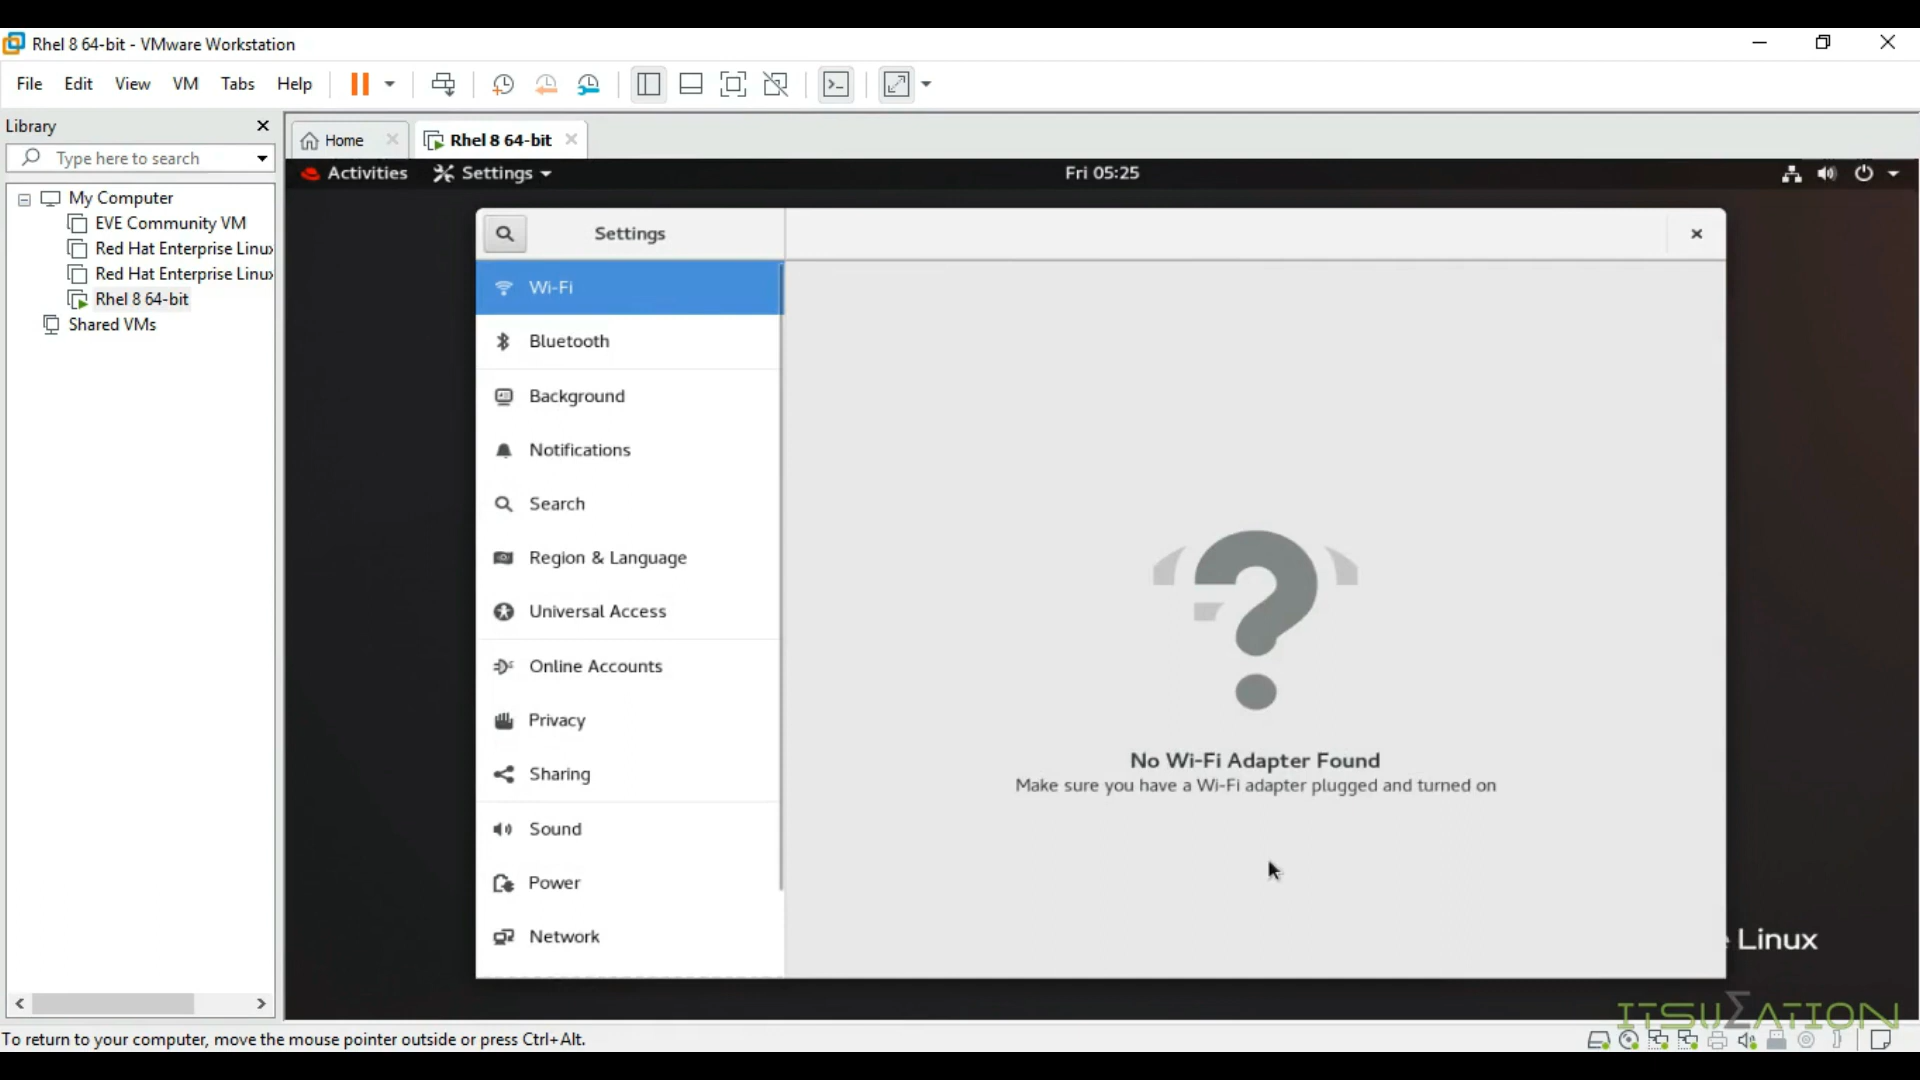 Rhel 8 64-bit - VMware Workstation
File Edit View VM Tabs Help
Library
Type here to search
My Computer
EVE Community VM
Red Hat Enterprise Linux
Red Hat Enterprise Linux
Rhel 8 64-bit
Shared VMs
Home
Rhel 8 64-bit
Activities
Settings
Fri 05:25
Settings
Wi-Fi
Bluetooth
Background
Notifications
Search
Region & Language
Universal Access
Online Accounts
Privacy
Sharing
Sound
Power
Network
No Wi-Fi Adapter Found
Make sure you have a Wi-Fi adapter plugged and turned on
Linux
To return to your computer, move the mouse pointer outside or press Ctrl+Alt.